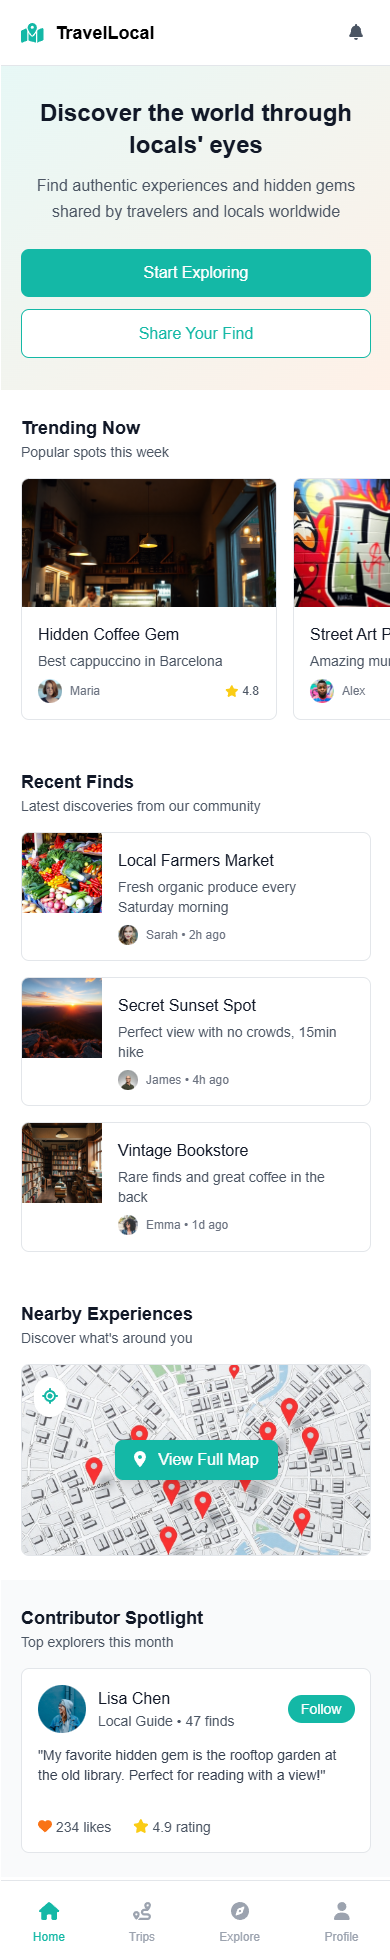 TravelLocal
Discover the world through
locals' eyes
Find authentic experiences and hidden gems
shared by travelers and locals worldwide
Start Exploring
Share Your Find
Trending Now
Popular spots this week
Hidden Coffee Gem
Best cappuccino in Barcelona
Maria
4.8
Street Art P
Amazing mu
Alex
Recent Finds
Latest discoveries from our community
Local Farmers Market
Fresh organic produce every
Saturday morning
Sarah • 2h ago
Secret Sunset Spot
Perfect view with no crowds, 15min
hike
James • 4h ago
Vintage Bookstore
Rare finds and great coffee in the
back
Emma • 1d ago
Nearby Experiences
Discover what's around you
View Full Map
Contributor Spotlight
Top explorers this month
Lisa Chen
Local Guide • 47 finds
Follow
"My favorite hidden gem is the rooftop garden at
the old library. Perfect for reading with a view!"
234 likes
4.9 rating
Home
Trips
Explore
Profile